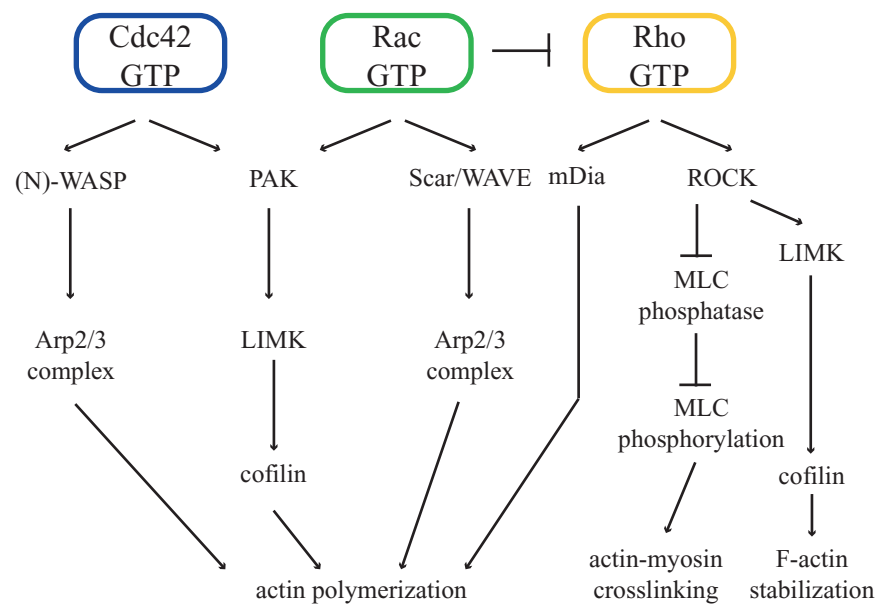 Cdc42
GTP
Rac
GTP
Rho
GTP
(N)-WASP
PAK
Scar/WAVE
mDia
ROCK
LIMK
MLC
phosphatase
Arp2/3
complex
LIMK
Arp2/3
complex
MLC
phosphorylation
cofilin
cofilin
actin polymerization
actin-myosin
crosslinking
F-actin
stabilization